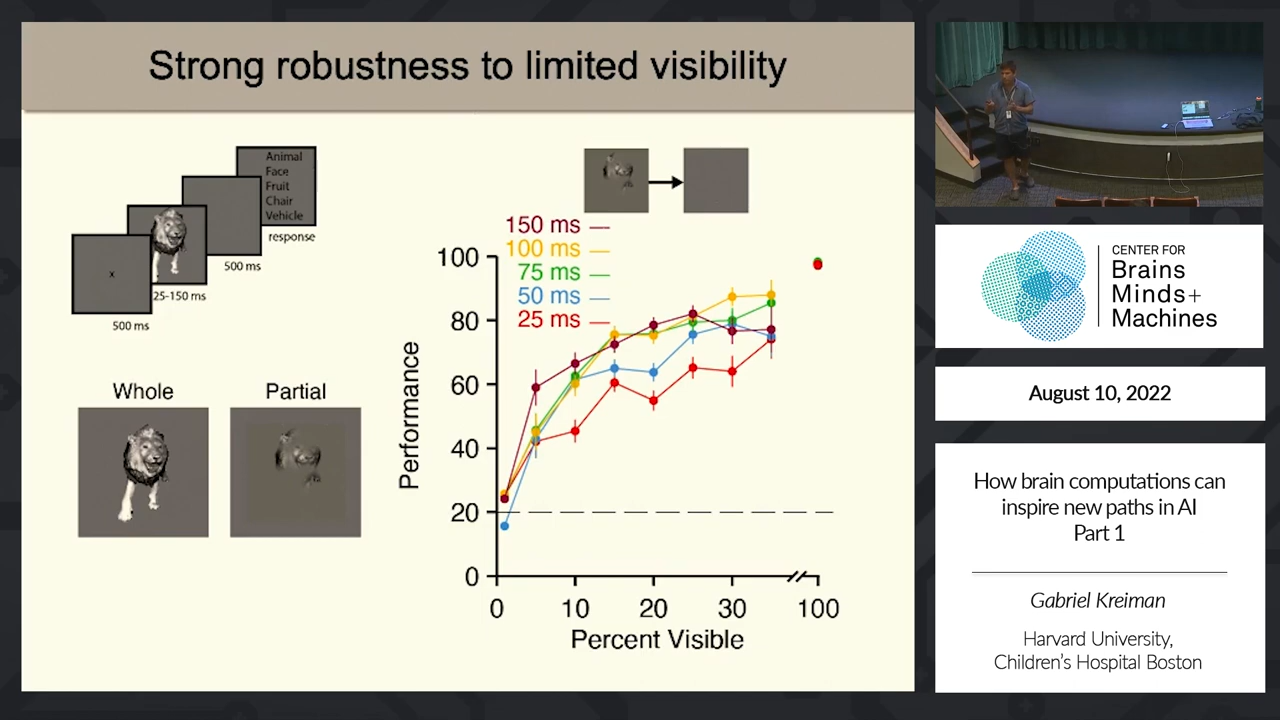 Strong robustness to limited visibility
Animal
Face
Fruit
Chair
Vehicle
response
x
500 ms
25-150 ms
500 ms
Whole
Partial
150 ms
100 ms
75 ms
50 ms
25 ms
Performance
100
80
60
40
20
0
0 10 20 30 100
Percent Visible
CENTER FOR
Brains
Minds+
Machines
August 10, 2022
How brain computations can
inspire new paths in AI
Part 1
Gabriel Kreiman
Harvard University,
Children's Hospital Boston